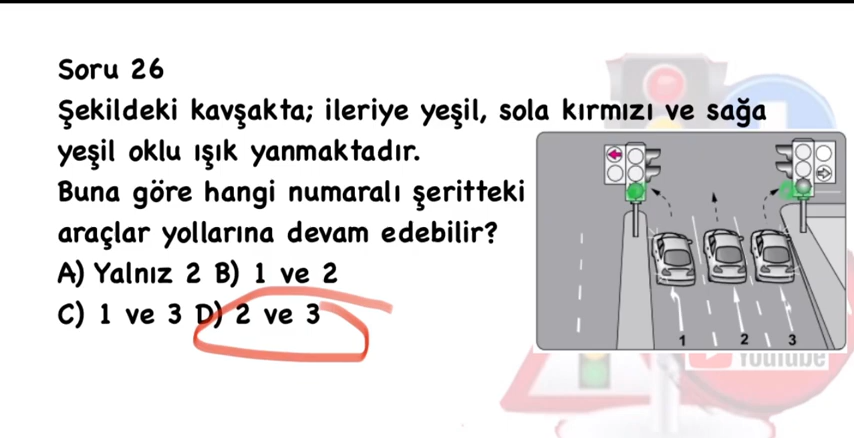 Soru 26
Şekildeki kavşakta; ileriye yeşil, sola kırmızı ve sağa
yeşil oklu ışık yanmaktadır.
Buna göre hangi numaralı şeritteki
araçlar yollarına devam edebilir?
A) Yalnız 2 B) 1 ve 2
C) 1 ve 3 D) 2 ve 3
1 2 3
YouTube